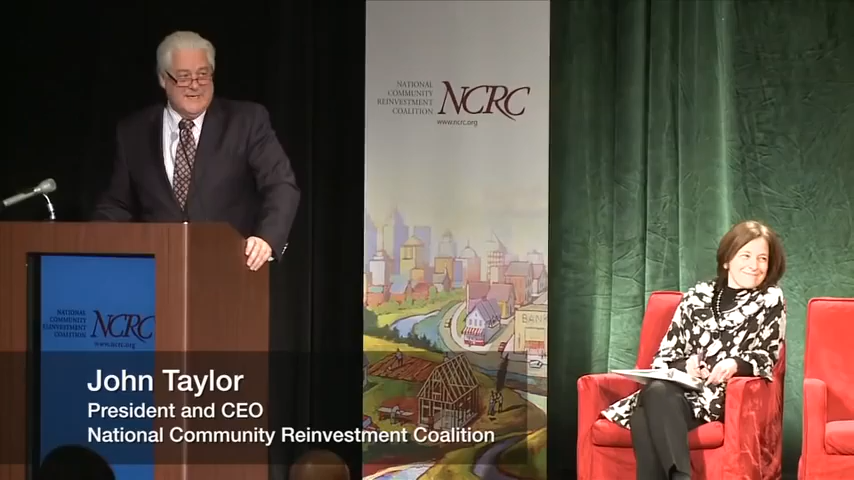 NATIONAL
COMMUNITY
REINVESTMENT
COALITION
NCRC
www.ncrc.org
BANK
NATIONAL
COMMUNITY
REINVESTMENT
COALITION
NCRC
www.ncrc.org
John Taylor
President and CEO
National Community Reinvestment Coalition